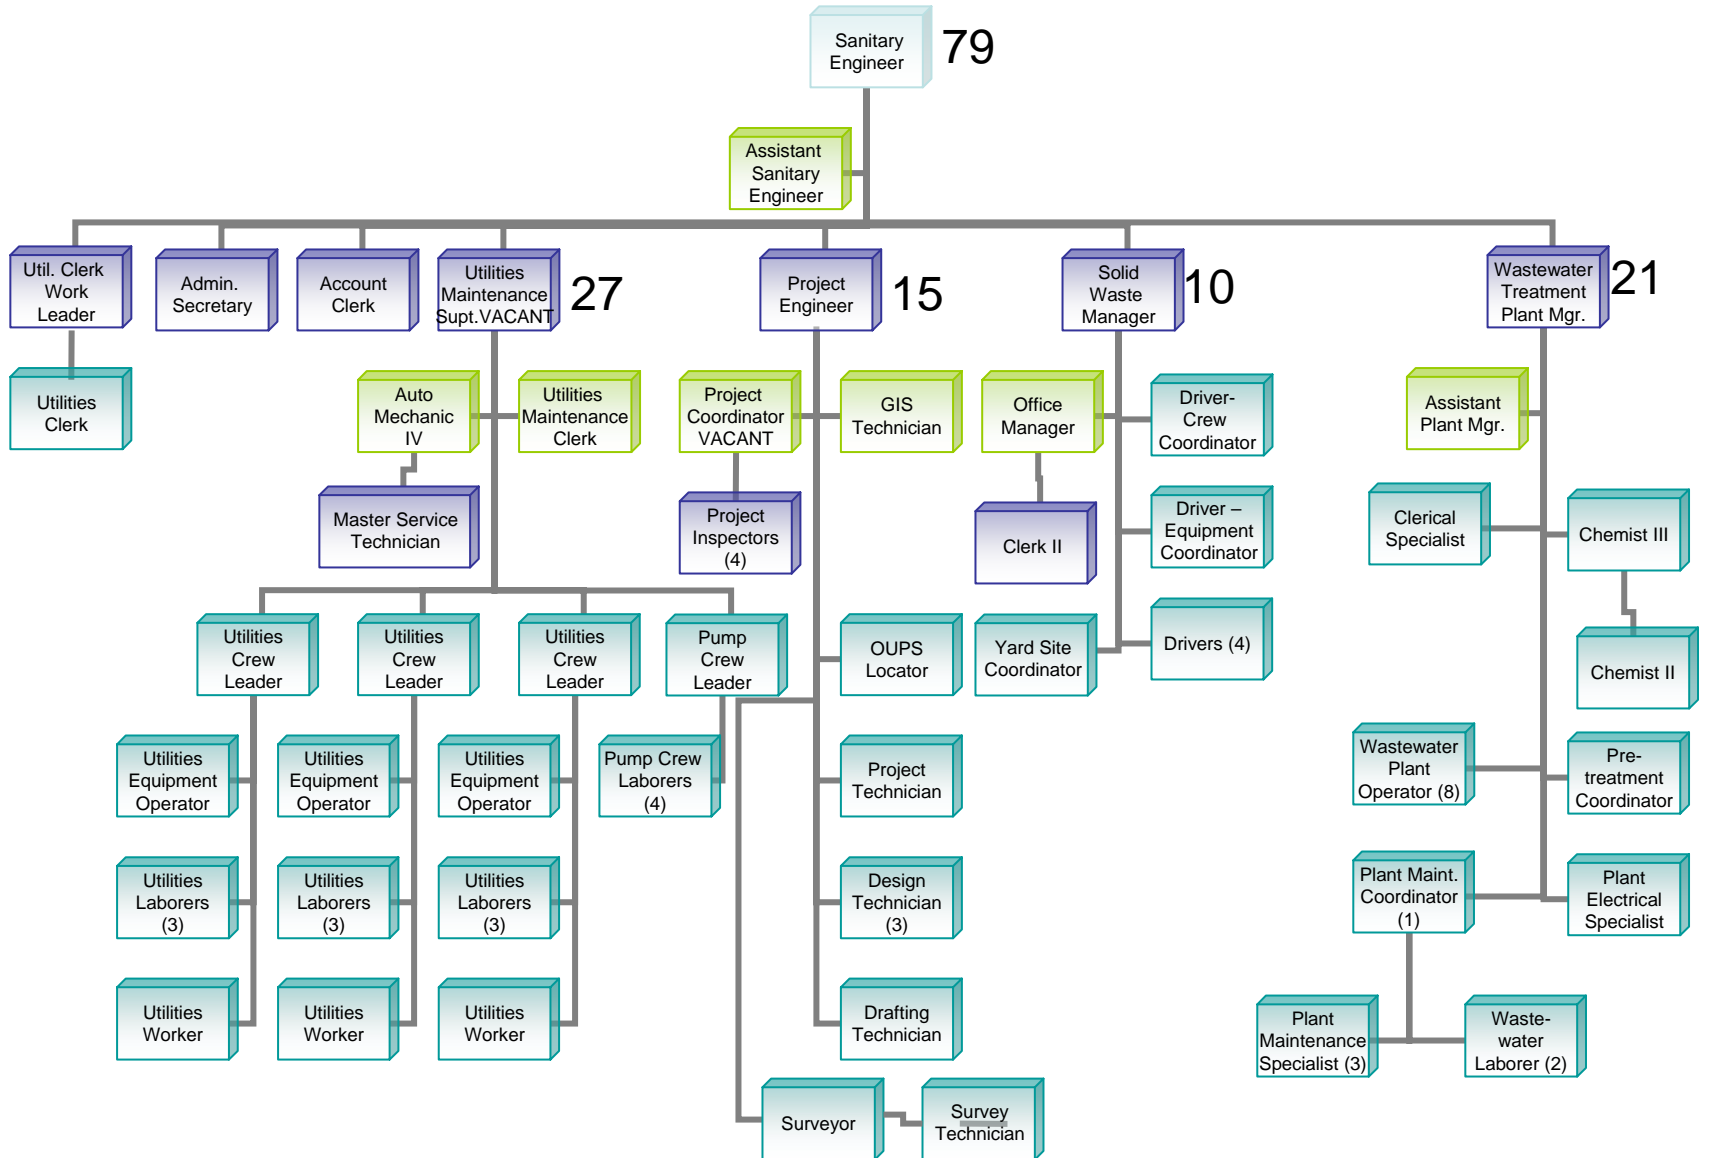 Sanitary
Engineer
79
Assistant
Sanitary
Engineer
Util. Clerk
Work
Leader
Admin.
Secretary
Account
Clerk
Utilities
Maintenance
Supt.VACANT
27
Project
Engineer
15
Solid
Waste
Manager
10
Wastewater
Treatment
Plant Mgr.
21
Utilities
Clerk
Auto
Mechanic
IV
Utilities
Maintenance
Clerk
Project
Coordinator
VACANT
GIS
Technician
Office
Manager
Driver-
Crew
Coordinator
Assistant
Plant Mgr.
Master Service
Technician
Project
Inspectors
(4)
Clerk II
Driver –
Equipment
Coordinator
Clerical
Specialist
Chemist III
Utilities
Crew
Leader
Utilities
Crew
Leader
Utilities
Crew
Leader
Pump
Crew
Leader
OUPS
Locator
Yard Site
Coordinator
Drivers (4)
Chemist II
Utilities
Equipment
Operator
Utilities
Equipment
Operator
Utilities
Equipment
Operator
Pump Crew
Laborers
(4)
Project
Technician
Wastewater
Plant
Operator (8)
Pre-
treatment
Coordinator
Utilities
Laborers
(3)
Utilities
Laborers
(3)
Utilities
Laborers
(3)
Design
Technician
(3)
Plant Maint.
Coordinator
(1)
Plant
Electrical
Specialist
Utilities
Worker
Utilities
Worker
Utilities
Worker
Drafting
Technician
Plant
Maintenance
Specialist (3)
Waste-
water
Laborer (2)
Surveyor
Survey
Technician